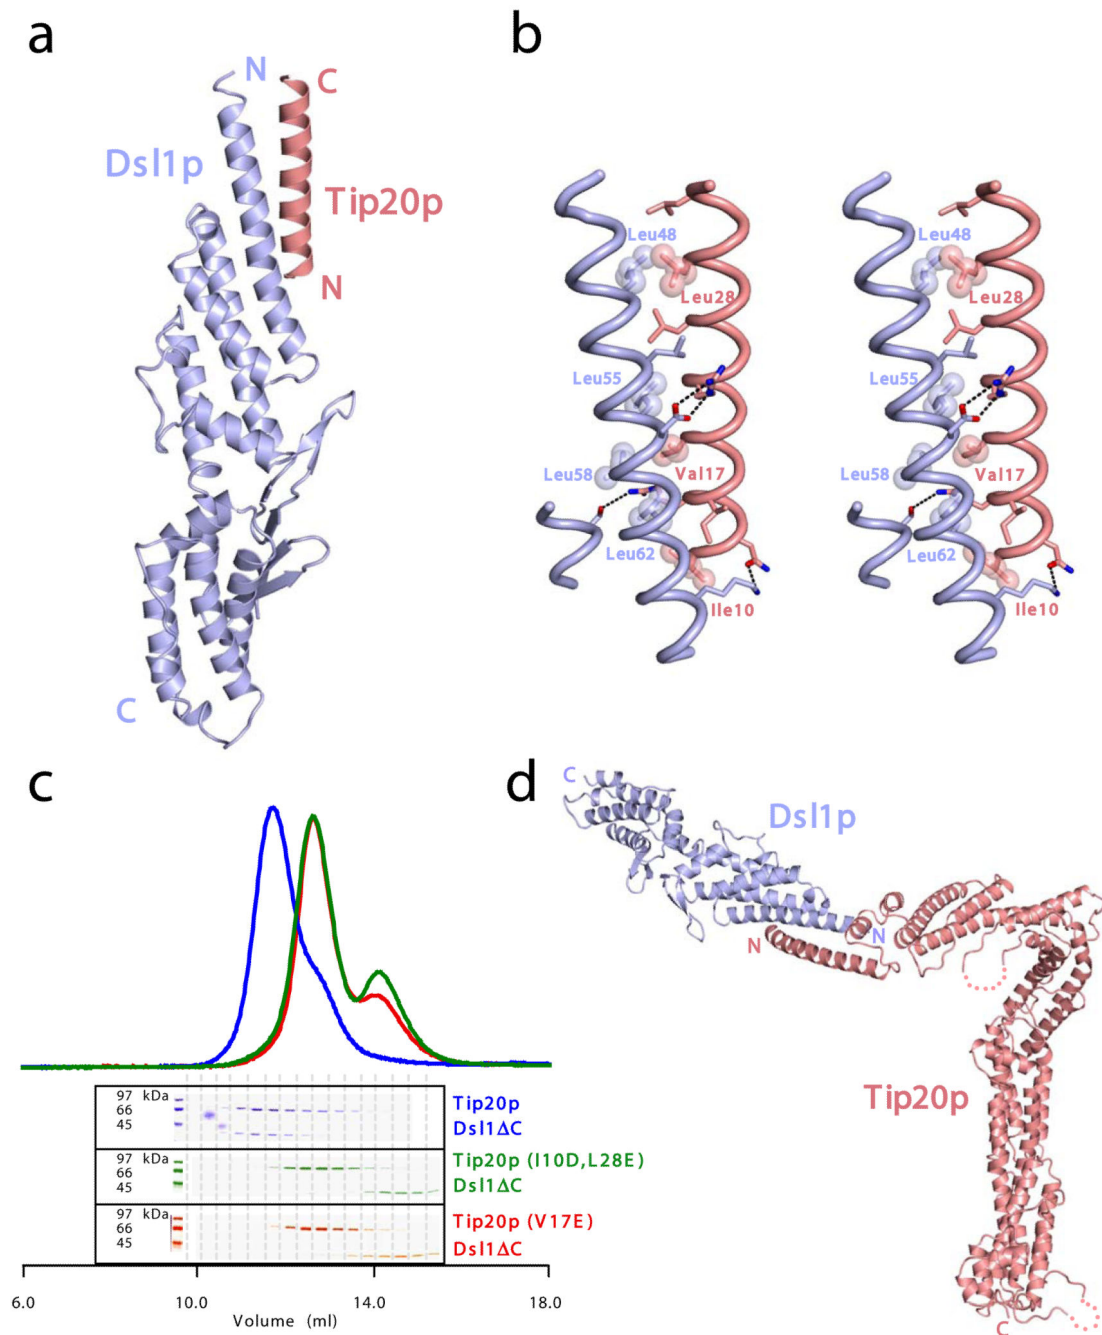 a
N
C
Dsl1p
Tip20p
N
C
b
Leu48
Leu28
Leu55
Val17
Leu58
Leu62
Ile10
Leu48
Leu28
Leu55
Val17
Leu58
Leu62
Ile10
c
97 kDa
66
45
Tip20p
Dsl1ΔC
97 kDa
66
45
Tip20p (I10D,L28E)
Dsl1ΔC
97 kDa
66
45
Tip20p (V17E)
Dsl1ΔC
6.0 10.0 14.0 18.0
Volume (ml)
d
C
Dsl1p
N
N
Tip20p
C